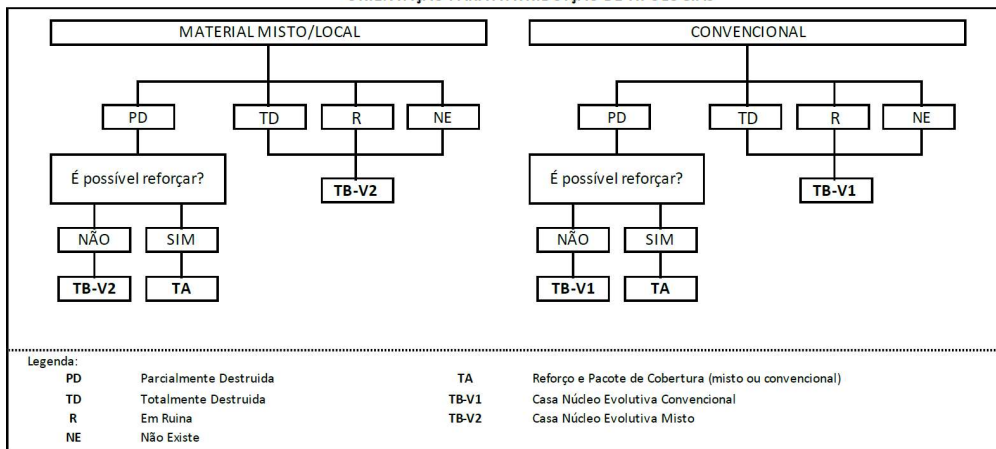 MATERIAL MISTO/LOCAL
CONVENCIONAL
PD
TD
R
NE
PD
TD
R
NE
É possível reforçar?
TB-V2
É possível reforçar?
TB-V1
NÃO
SIM
NÃO
SIM
TB-V2
TA
TB-V1
TA
Legenda:
PD Parcialmente Destruida TA Reforço e Pacote de Cobertura (misto ou convencional)
TD Totalmente Destruida TB-V1 Casa Núcleo Evolutiva Convencional
R Em Ruina TB-V2 Casa Núcleo Evolutiva Misto
NE Não Existe